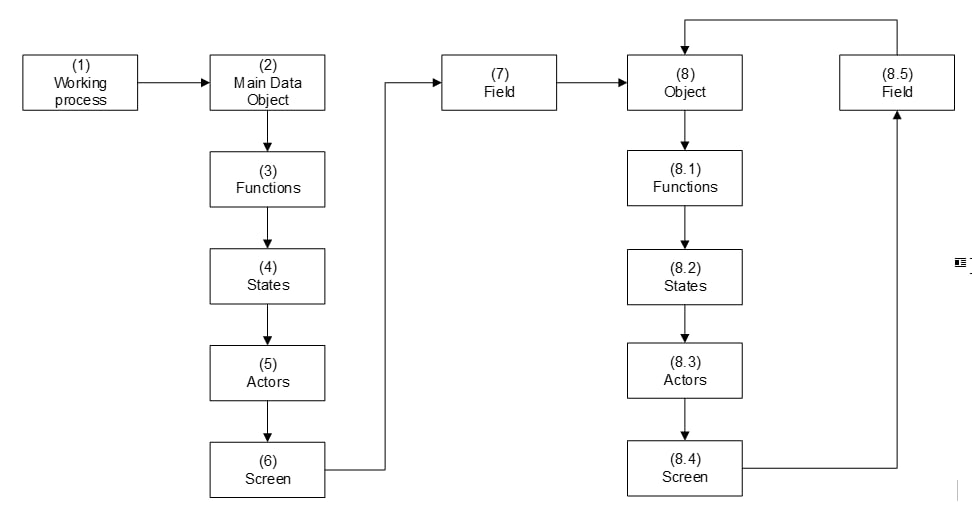 (1)
Working
process
(2)
Main Data
Object
(3)
Functions
(4)
States
(5)
Actors
(6)
Screen
(7)
Field
(8)
Object
(8.1)
Functions
(8.2)
States
(8.3)
Actors
(8.4)
Screen
(8.5)
Field